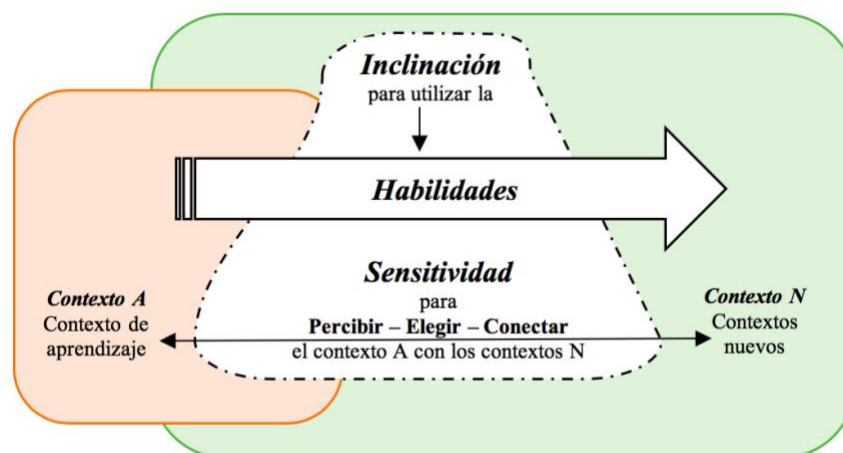 Inclinación
para utilizar la
Habilidades
Sensitividad
para
Percibir – Elegir – Conectar
el contexto A con los contextos N
Contexto A
Contexto de
aprendizaje
Contexto N
Contextos
nuevos